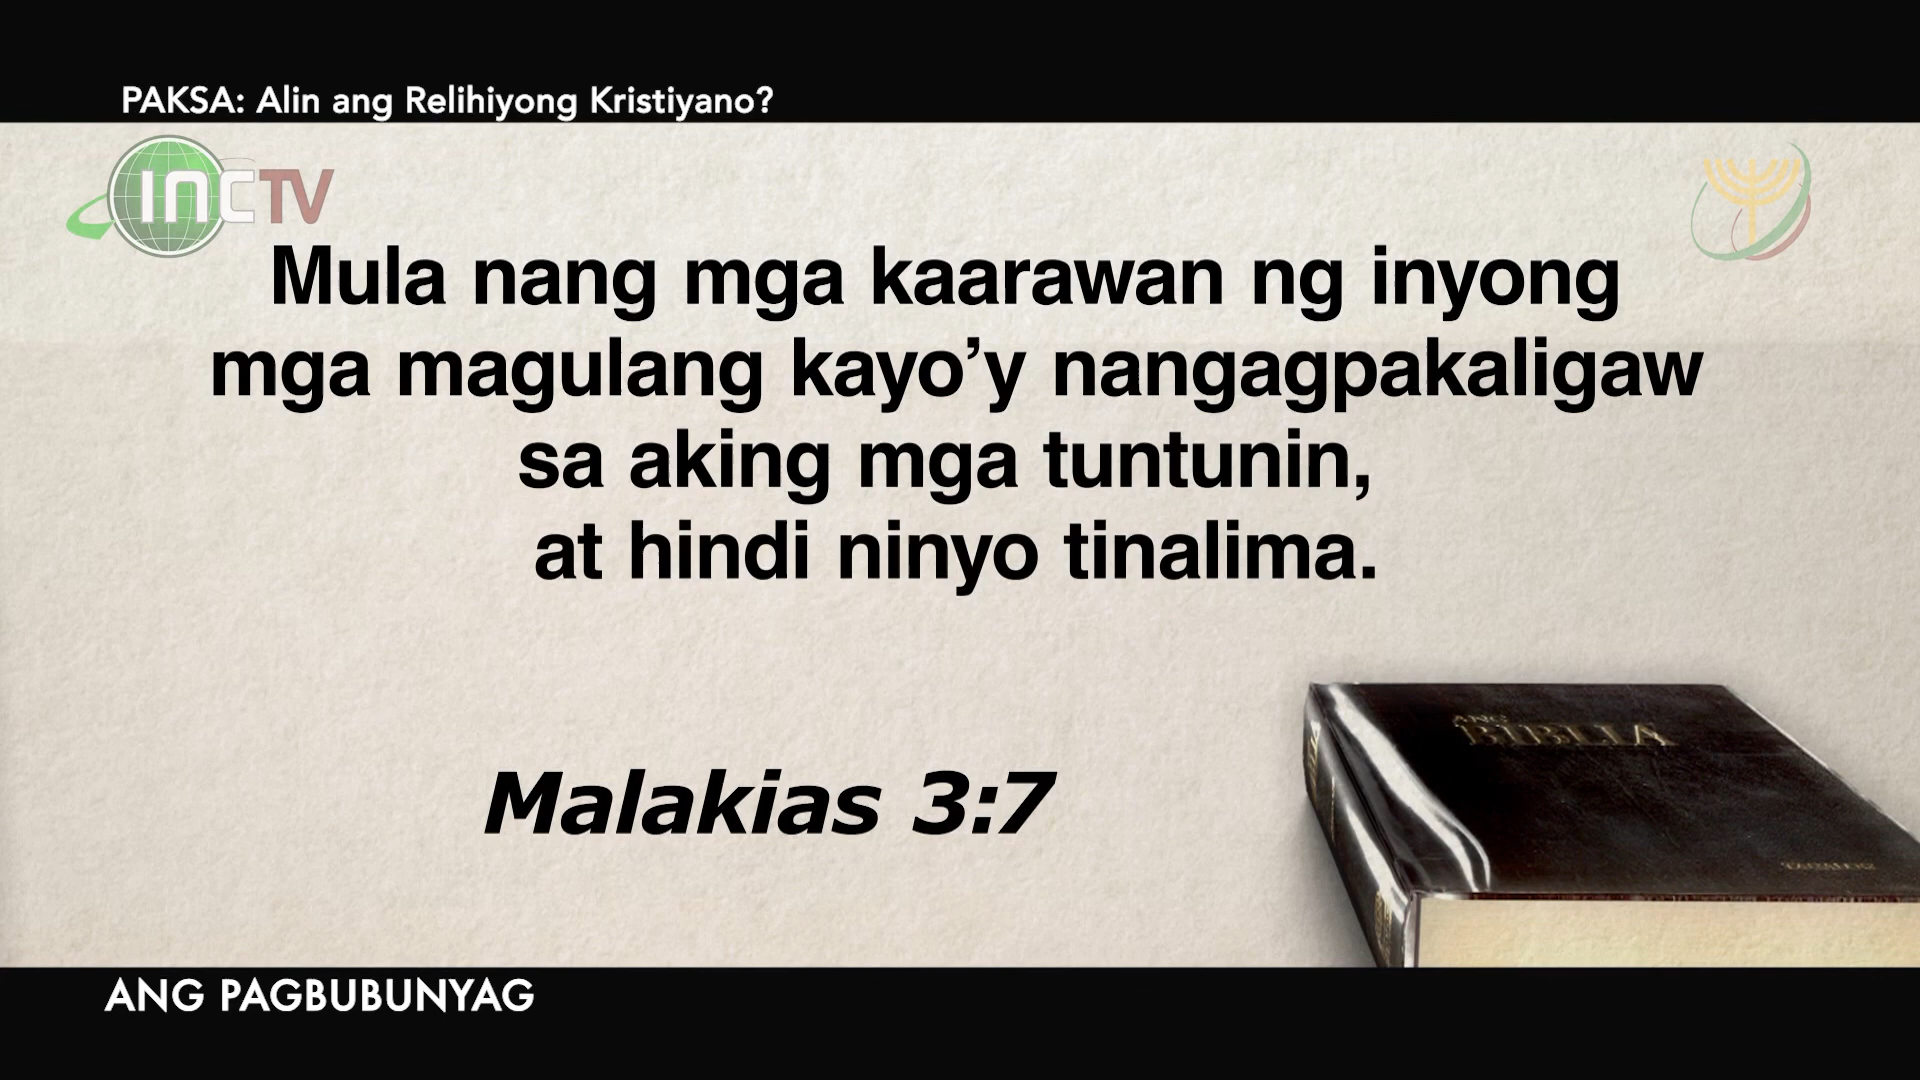 PAKSA: Alin ang Relihiyong Kristiyano?
INCTV
Mula nang mga kaarawan ng inyong
mga magulang kayo’y nangagpakaligaw
sa aking mga tuntunin,
at hindi ninyo tinalima.
Malakias 3:7
ANG
BIBLIA
ANG PAGBUBUNYAG